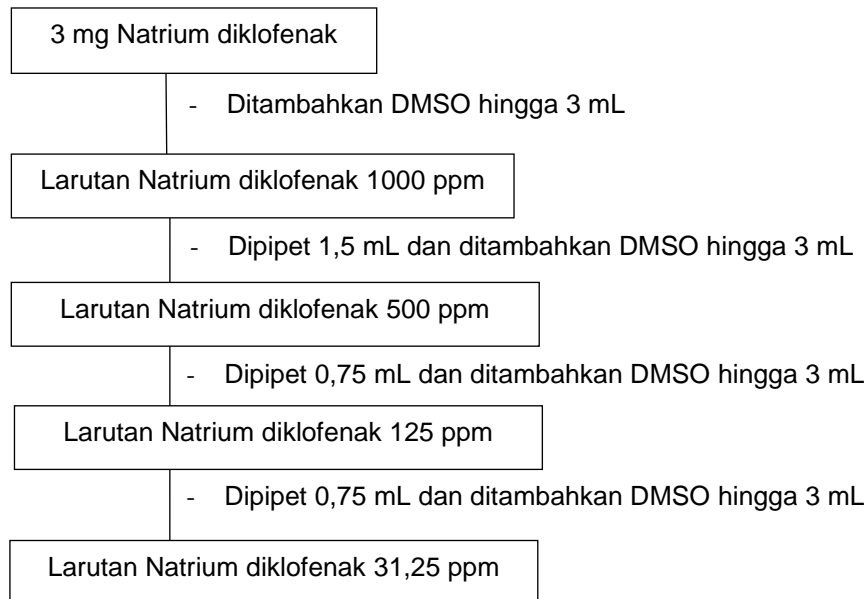 3 mg Natrium diklofenak
- Ditambahkan DMSO hingga 3 mL
Larutan Natrium diklofenak 1000 ppm
- Dipipet 1,5 mL dan ditambahkan DMSO hingga 3 mL
Larutan Natrium diklofenak 500 ppm
- Dipipet 0,75 mL dan ditambahkan DMSO hingga 3 mL
Larutan Natrium diklofenak 125 ppm
- Dipipet 0,75 mL dan ditambahkan DMSO hingga 3 mL
Larutan Natrium diklofenak 31,25 ppm